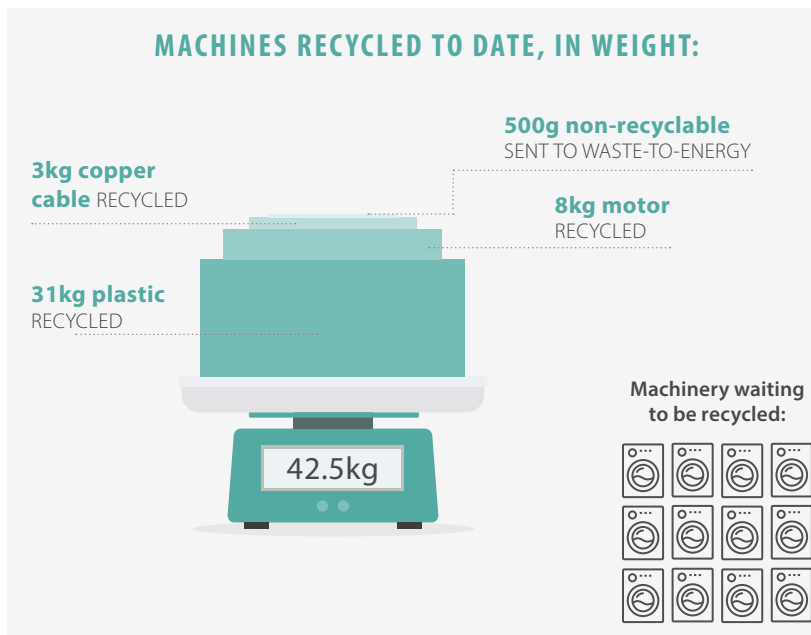 MACHINES RECYCLED TO DATE, IN WEIGHT:
500g non-recyclable
SENT TO WASTE-TO-ENERGY
3kg copper
cable RECYCLED
8kg motor
RECYCLED
31kg plastic
RECYCLED
Machinery waiting
to be recycled:
42.5kg